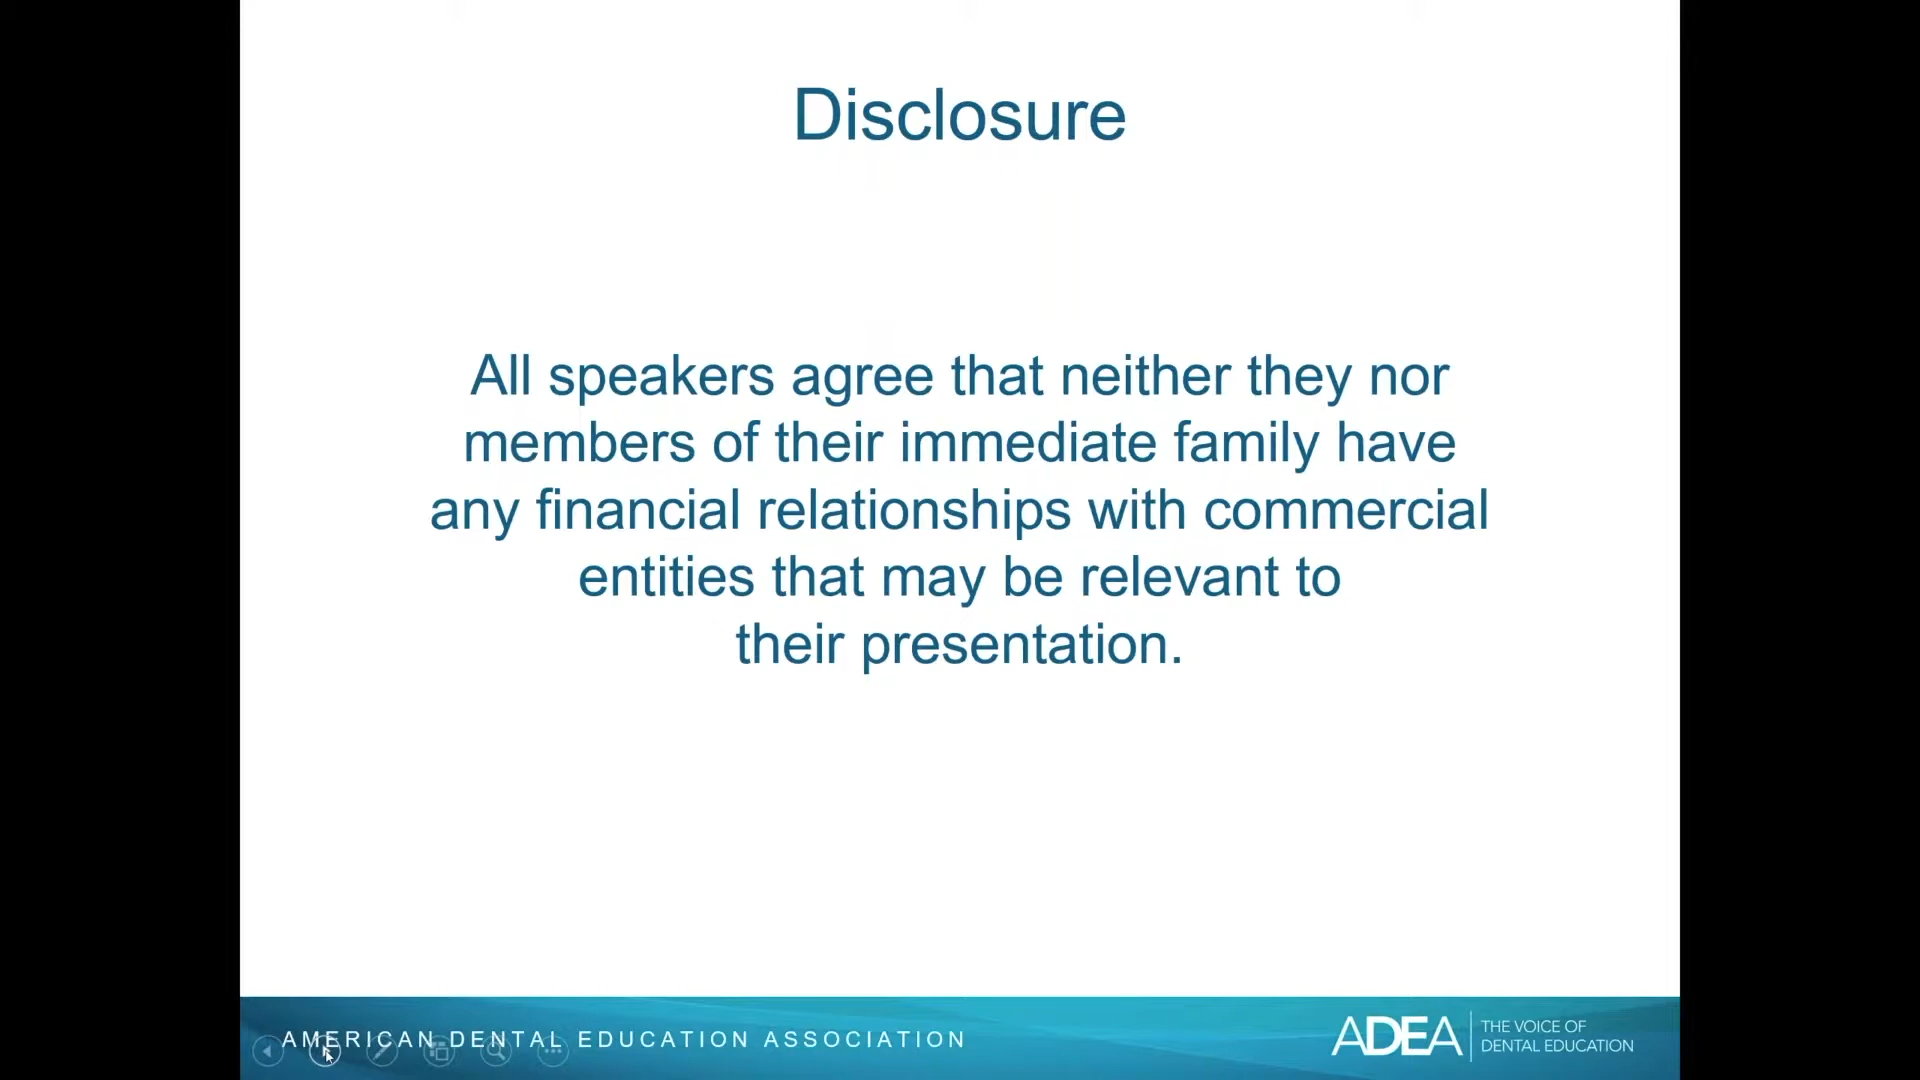 Disclosure
All speakers agree that neither they nor
members of their immediate family have
any financial relationships with commercial
entities that may be relevant to
their presentation.
AMERICAN DENTAL EDUCATION ASSOCIATION
ADEA
THE VOICE OF
DENTAL EDUCATION